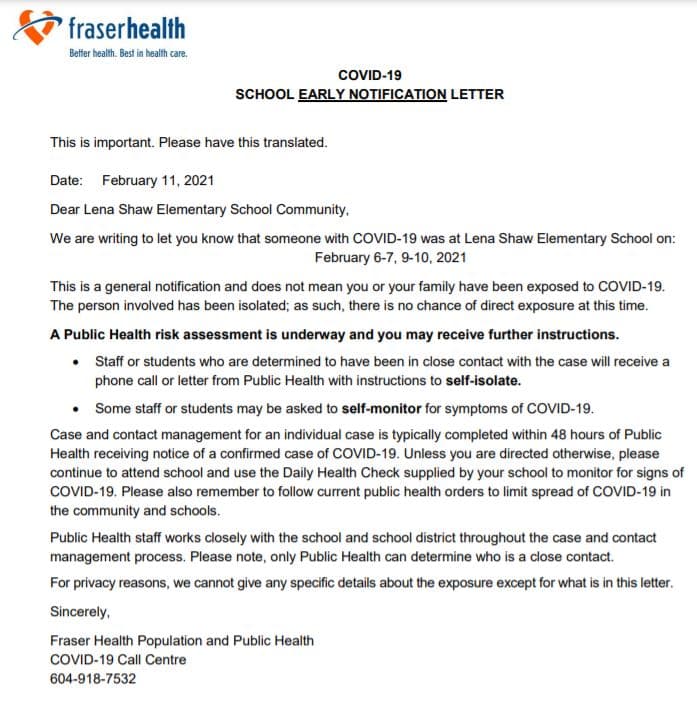 fraserhealth
Better health. Best in health care.
COVID-19
SCHOOL EARLY NOTIFICATION LETTER
This is important. Please have this translated.
Date: February 11, 2021
Dear Lena Shaw Elementary School Community,
We are writing to let you know that someone with COVID-19 was at Lena Shaw Elementary School on:
February 6-7, 9-10, 2021
This is a general notification and does not mean you or your family have been exposed to COVID-19.
The person involved has been isolated; as such, there is no chance of direct exposure at this time.
A Public Health risk assessment is underway and you may receive further instructions.
• Staff or students who are determined to have been in close contact with the case will receive a
phone call or letter from Public Health with instructions to self-isolate.
• Some staff or students may be asked to self-monitor for symptoms of COVID-19.
Case and contact management for an individual case is typically completed within 48 hours of Public
Health receiving notice of a confirmed case of COVID-19. Unless you are directed otherwise, please
continue to attend school and use the Daily Health Check supplied by your school to monitor for signs of
COVID-19. Please also remember to follow current public health orders to limit spread of COVID-19 in
the community and schools.
Public Health staff works closely with the school and school district throughout the case and contact
management process. Please note, only Public Health can determine who is a close contact.
For privacy reasons, we cannot give any specific details about the exposure except for what is in this letter.
Sincerely,
Fraser Health Population and Public Health
COVID-19 Call Centre
604-918-7532